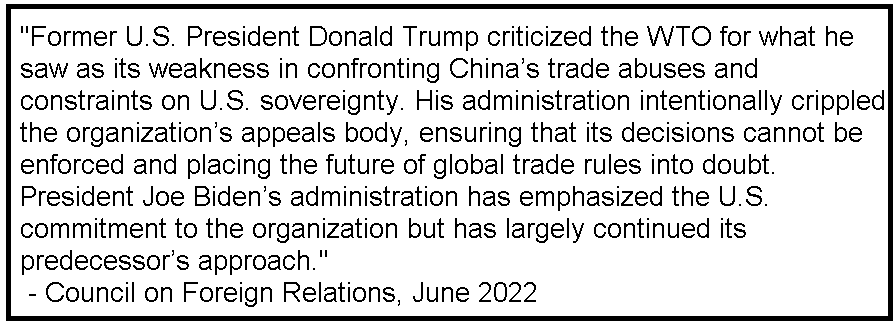 "Former U.S. President Donald Trump criticized the WTO for what he
saw as its weakness in confronting China’s trade abuses and
constraints on U.S. sovereignty. His administration intentionally crippled
the organization’s appeals body, ensuring that its decisions cannot be
enforced and placing the future of global trade rules into doubt.
President Joe Biden’s administration has emphasized the U.S.
commitment to the organization but has largely continued its
predecessor’s approach."
- Council on Foreign Relations, June 2022